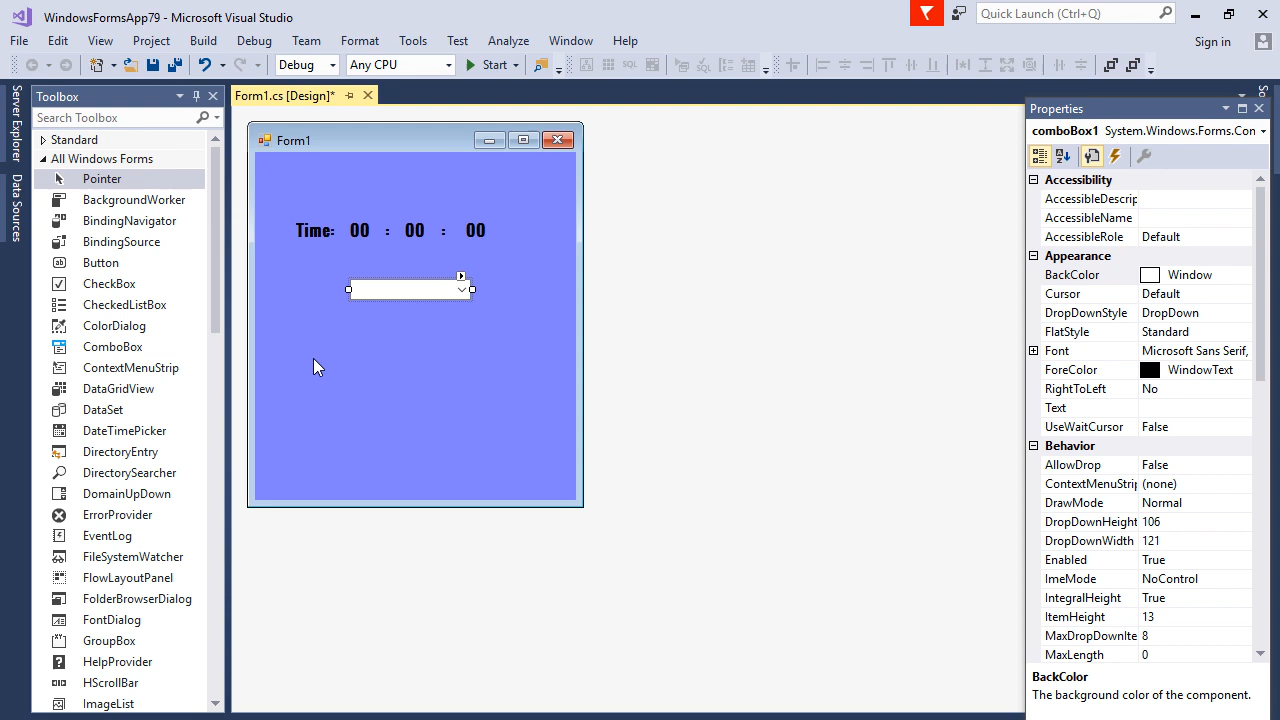 WindowsFormsApp79 - Microsoft Visual Studio
Quick Launch (Ctrl+Q)
File Edit View Project Build Debug Team Format Tools Test Analyze Window Help
Sign in
Debug Any CPU Start
SQL
SQL
Server Explorer
Data Sources
Toolbox
Search Toolbox
Standard
All Windows Forms
Pointer
BackgroundWorker
BindingNavigator
BindingSource
Button
CheckBox
CheckedListBox
ColorDialog
ComboBox
ContextMenuStrip
DataGridView
DataSet
DateTimePicker
DirectoryEntry
DirectorySearcher
DomainUpDown
ErrorProvider
EventLog
FileSystemWatcher
FlowLayoutPanel
FolderBrowserDialog
FontDialog
GroupBox
HelpProvider
HScrollBar
ImageList
Form1.cs [Design]*
Form1
Time: 00 : 00 : 00
So
Properties
comboBox1 System.Windows.Forms.Con
Accessibility
AccessibleDescrip
AccessibleName
AccessibleRole Default
Appearance
BackColor Window
Cursor Default
DropDownStyle DropDown
FlatStyle Standard
Font Microsoft Sans Serif,
ForeColor WindowText
RightToLeft No
Text
UseWaitCursor False
Behavior
AllowDrop False
ContextMenuStrip (none)
DrawMode Normal
DropDownHeight 106
DropDownWidth 121
Enabled True
ImeMode NoControl
IntegralHeight True
ItemHeight 13
MaxDropDownIte 8
MaxLength 0
BackColor
The background color of the component.